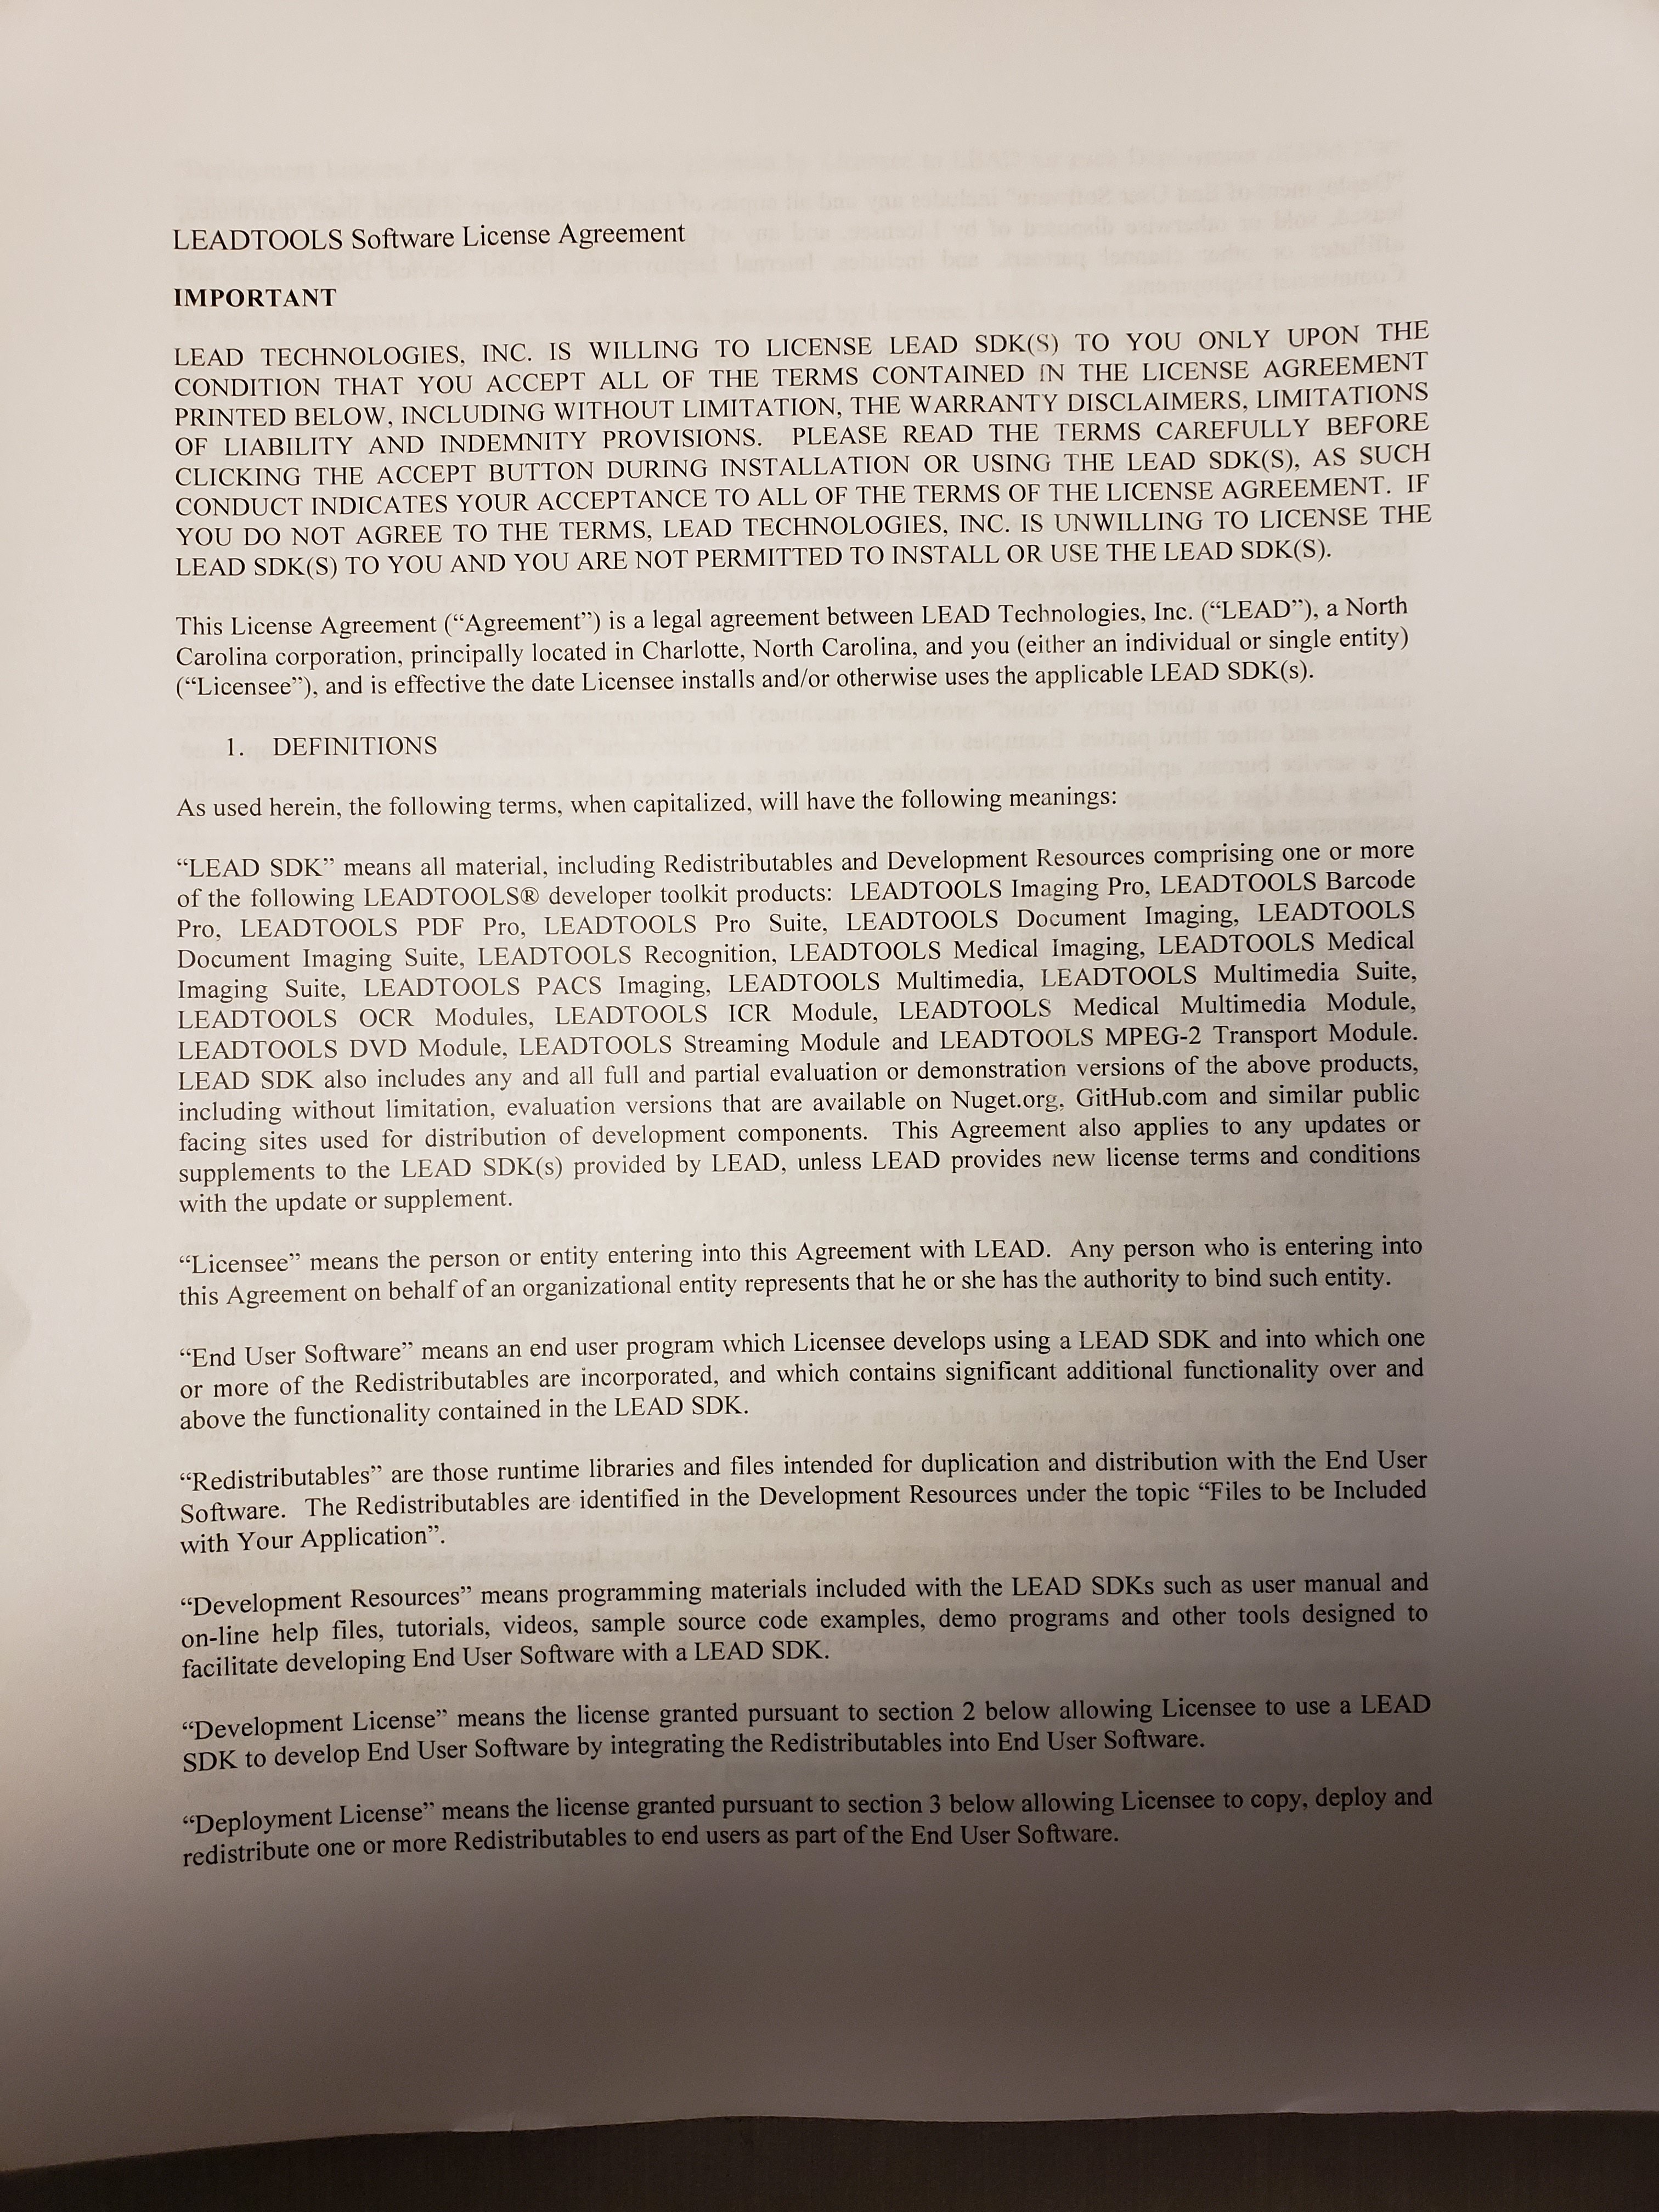 LEADTOOLS Software License Agreement
IMPORTANT
LEAD TECHNOLOGIES, INC. IS WILLING TO LICENSE LEAD SDK(S) TO YOU ONLY UPON THE
CONDITION THAT YOU ACCEPT ALL OF THE TERMS CONTAINED IN THE LICENSE AGREEMENT
PRINTED BELOW, INCLUDING WITHOUT LIMITATION, THE WARRANTY DISCLAIMERS, LIMITATIONS
OF LIABILITY AND INDEMNITY PROVISIONS. PLEASE READ THE TERMS CAREFULLY BEFORE
CLICKING THE ACCEPT BUTTON DURING INSTALLATION OR USING THE LEAD SDK(S), AS SUCH
CONDUCT INDICATES YOUR ACCEPTANCE TO ALL OF THE TERMS OF THE LICENSE AGREEMENT. IF
YOU DO NOT AGREE TO THE TERMS, LEAD TECHNOLOGIES, INC. IS UNWILLING TO LICENSE THE
LEAD SDK(S) TO YOU AND YOU ARE NOT PERMITTED TO INSTALL OR USE THE LEAD SDK(S).
This License Agreement (“Agreement”) is a legal agreement between LEAD Technologies, Inc. (“LEAD”), a North
Carolina corporation, principally located in Charlotte, North Carolina, and you (either an individual or single entity)
(“Licensee”), and is effective the date Licensee installs and/or otherwise uses the applicable LEAD SDK(s).
1. DEFINITIONS
As used herein, the following terms, when capitalized, will have the following meanings:
“LEAD SDK” means all material, including Redistributables and Development Resources comprising one or more
of the following LEADTOOLS® developer toolkit products: LEADTOOLS Imaging Pro, LEADTOOLS Barcode
Pro, LEADTOOLS PDF Pro, LEADTOOLS Pro Suite, LEADTOOLS Document Imaging, LEADTOOLS
Document Imaging Suite, LEADTOOLS Recognition, LEADTOOLS Medical Imaging, LEADTOOLS Medical
Imaging Suite, LEADTOOLS PACS Imaging, LEADTOOLS Multimedia, LEADTOOLS Multimedia Suite,
LEADTOOLS OCR Modules, LEADTOOLS ICR Module, LEADTOOLS Medical Multimedia Module,
LEADTOOLS DVD Module, LEADTOOLS Streaming Module and LEADTOOLS MPEG-2 Transport Module.
LEAD SDK also includes any and all full and partial evaluation or demonstration versions of the above products,
including without limitation, evaluation versions that are available on Nuget.org, GitHub.com and similar public
facing sites used for distribution of development components. This Agreement also applies to any updates or
supplements to the LEAD SDK(s) provided by LEAD, unless LEAD provides new license terms and conditions
with the update or supplement.
“Licensee” means the person or entity entering into this Agreement with LEAD. Any person who is entering into
this Agreement on behalf of an organizational entity represents that he or she has the authority to bind such entity.
“End User Software” means an end user program which Licensee develops using a LEAD SDK and into which one
or more of the Redistributables are incorporated, and which contains significant additional functionality over and
above the functionality contained in the LEAD SDK.
“Redistributables” are those runtime libraries and files intended for duplication and distribution with the End User
Software. The Redistributables are identified in the Development Resources under the topic “Files to be Included
with Your Application”.
“Development Resources” means programming materials included with the LEAD SDKs such as user manual and
on-line help files, tutorials, videos, sample source code examples, demo programs and other tools designed to
facilitate developing End User Software with a LEAD SDK.
“Development License” means the license granted pursuant to section 2 below allowing Licensee to use a LEAD
SDK to develop End User Software by integrating the Redistributables into End User Software.
“Deployment License” means the license granted pursuant to section 3 below allowing Licensee to copy, deploy and
redistribute one or more Redistributables to end users as part of the End User Software.